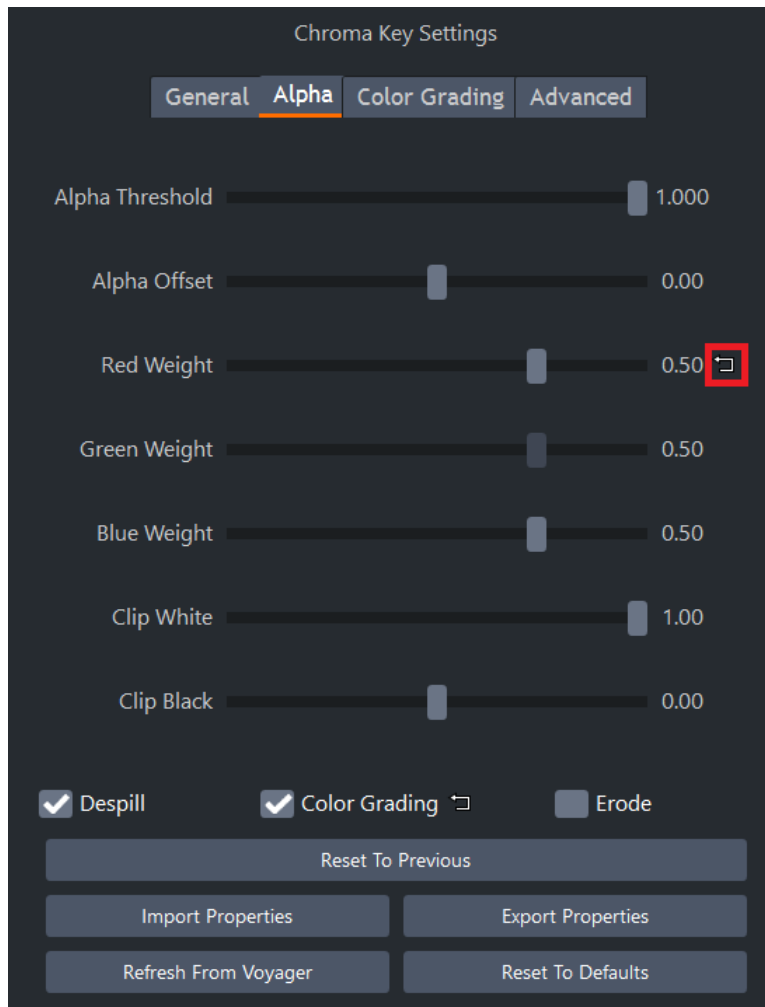 Chroma Key Settings
General Alpha Color Grading Advanced
Alpha Threshold 1.000
Alpha Offset 0.00
Red Weight 0.50
Green Weight 0.50
Blue Weight 0.50
Clip White 1.00
Clip Black 0.00
Despill Color Grading Erode
Reset To Previous
Import Properties Export Properties
Refresh From Voyager Reset To Defaults